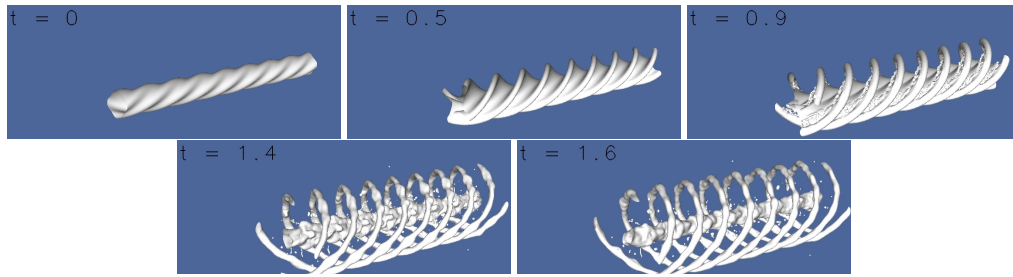 t = 0
t = 0.5
t = 0.9
t = 1.4
t = 1.6